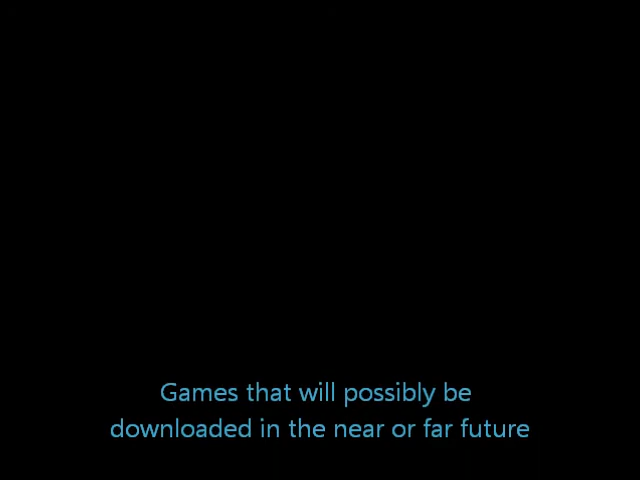 Games that will possibly be
downloaded in the near or far future